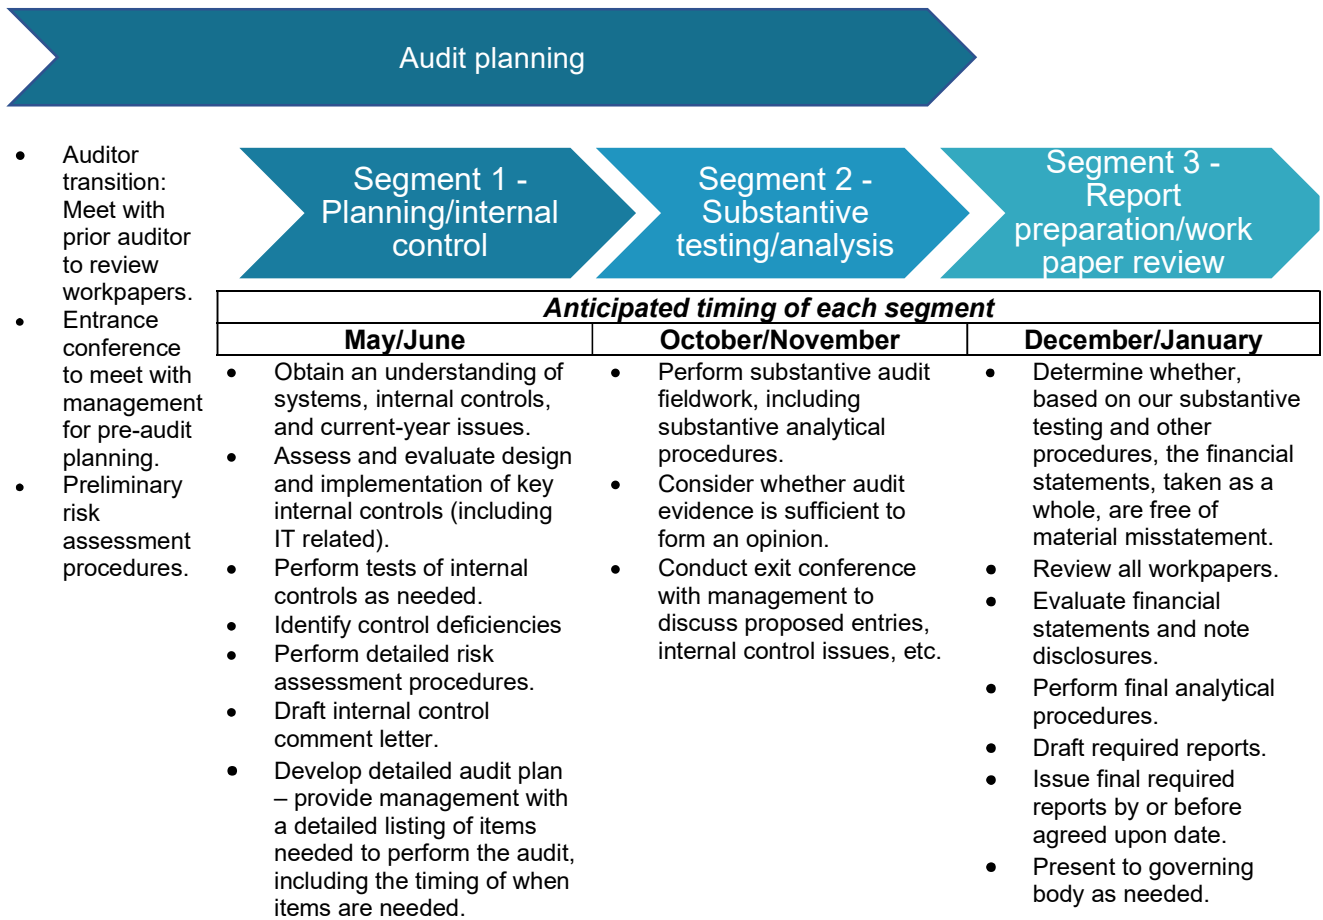 Audit planning
• Auditor
transition:
Meet with
prior auditor
to review
workpapers.
• Entrance
conference
to meet with
management
for pre-audit
planning.
• Preliminary
risk
assessment
procedures.
Segment 1 -
Planning/internal
control
Segment 2 -
Substantive
testing/analysis
Segment 3 -
Report
preparation/work
paper review
Anticipated timing of each segment
May/June
October/November
December/January
• Obtain an understanding of
systems, internal controls,
and current-year issues.
• Assess and evaluate design
and implementation of key
internal controls (including
IT related).
• Perform tests of internal
controls as needed.
• Identify control deficiencies
• Perform detailed risk
assessment procedures.
• Draft internal control
comment letter.
• Develop detailed audit plan
– provide management with
a detailed listing of items
needed to perform the audit,
including the timing of when
items are needed.
• Perform substantive audit
fieldwork, including
substantive analytical
procedures.
• Consider whether audit
evidence is sufficient to
form an opinion.
• Conduct exit conference
with management to
discuss proposed entries,
internal control issues, etc.
• Determine whether,
based on our substantive
testing and other
procedures, the financial
statements, taken as a
whole, are free of
material misstatement.
• Review all workpapers.
• Evaluate financial
statements and note
disclosures.
• Perform final analytical
procedures.
• Draft required reports.
• Issue final required
reports by or before
agreed upon date.
• Present to governing
body as needed.